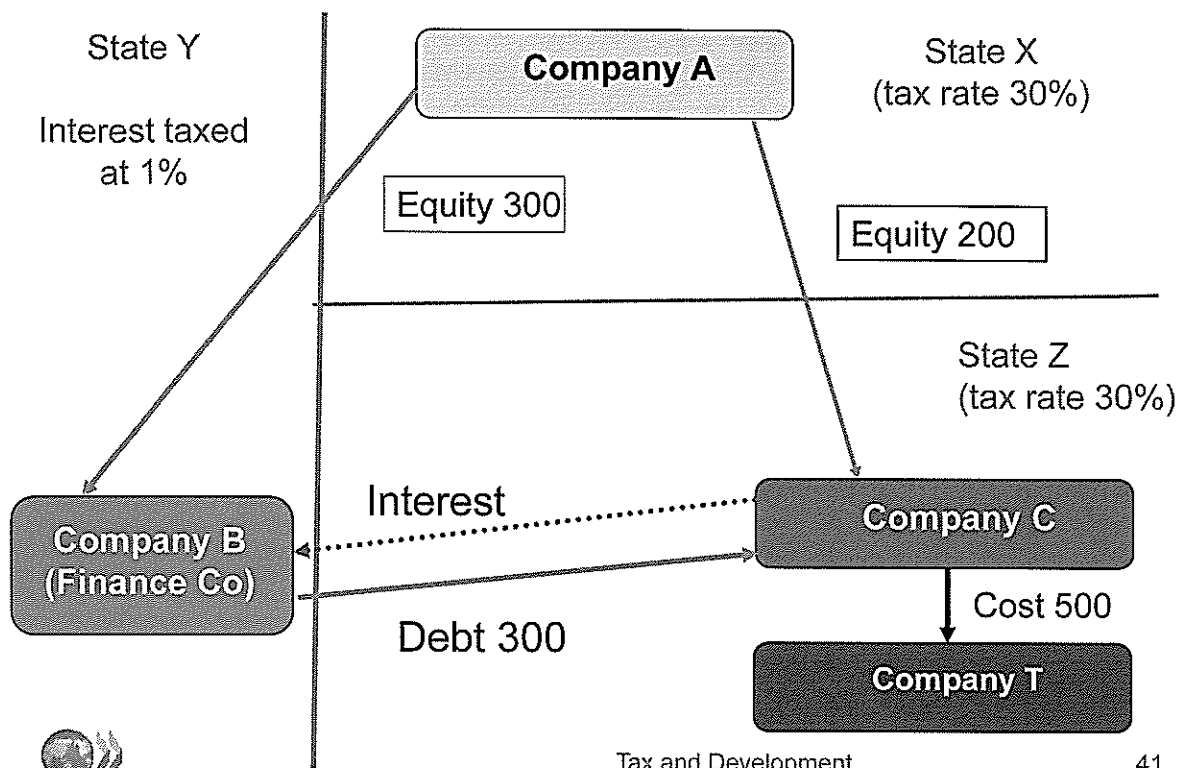 State Y
Interest taxed
at 1%
Company A
State X
(tax rate 30%)
Equity 300
Equity 200
State Z
(tax rate 30%)
Interest
Company B
(Finance Co)
Debt 300
Company C
Cost 500
Company T
Tax and Development
41